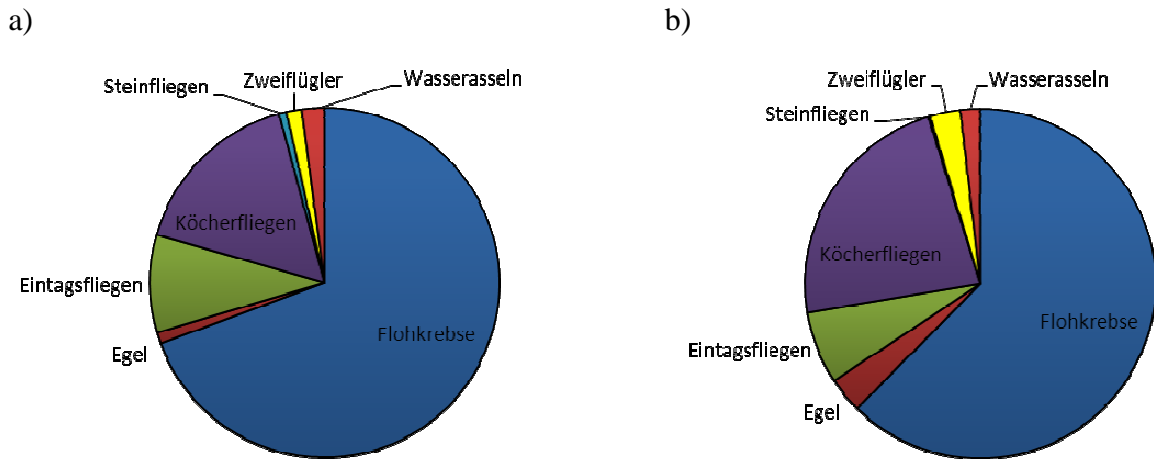 a)
Steinfliegen
Zweiflügler
Wasserasseln
Köcherfliegen
Eintagsfliegen
Egel
Flohkrebse
b)
Zweiflügler
Wasserasseln
Steinfliegen
Köcherfliegen
Eintagsfliegen
Egel
Flohkrebse